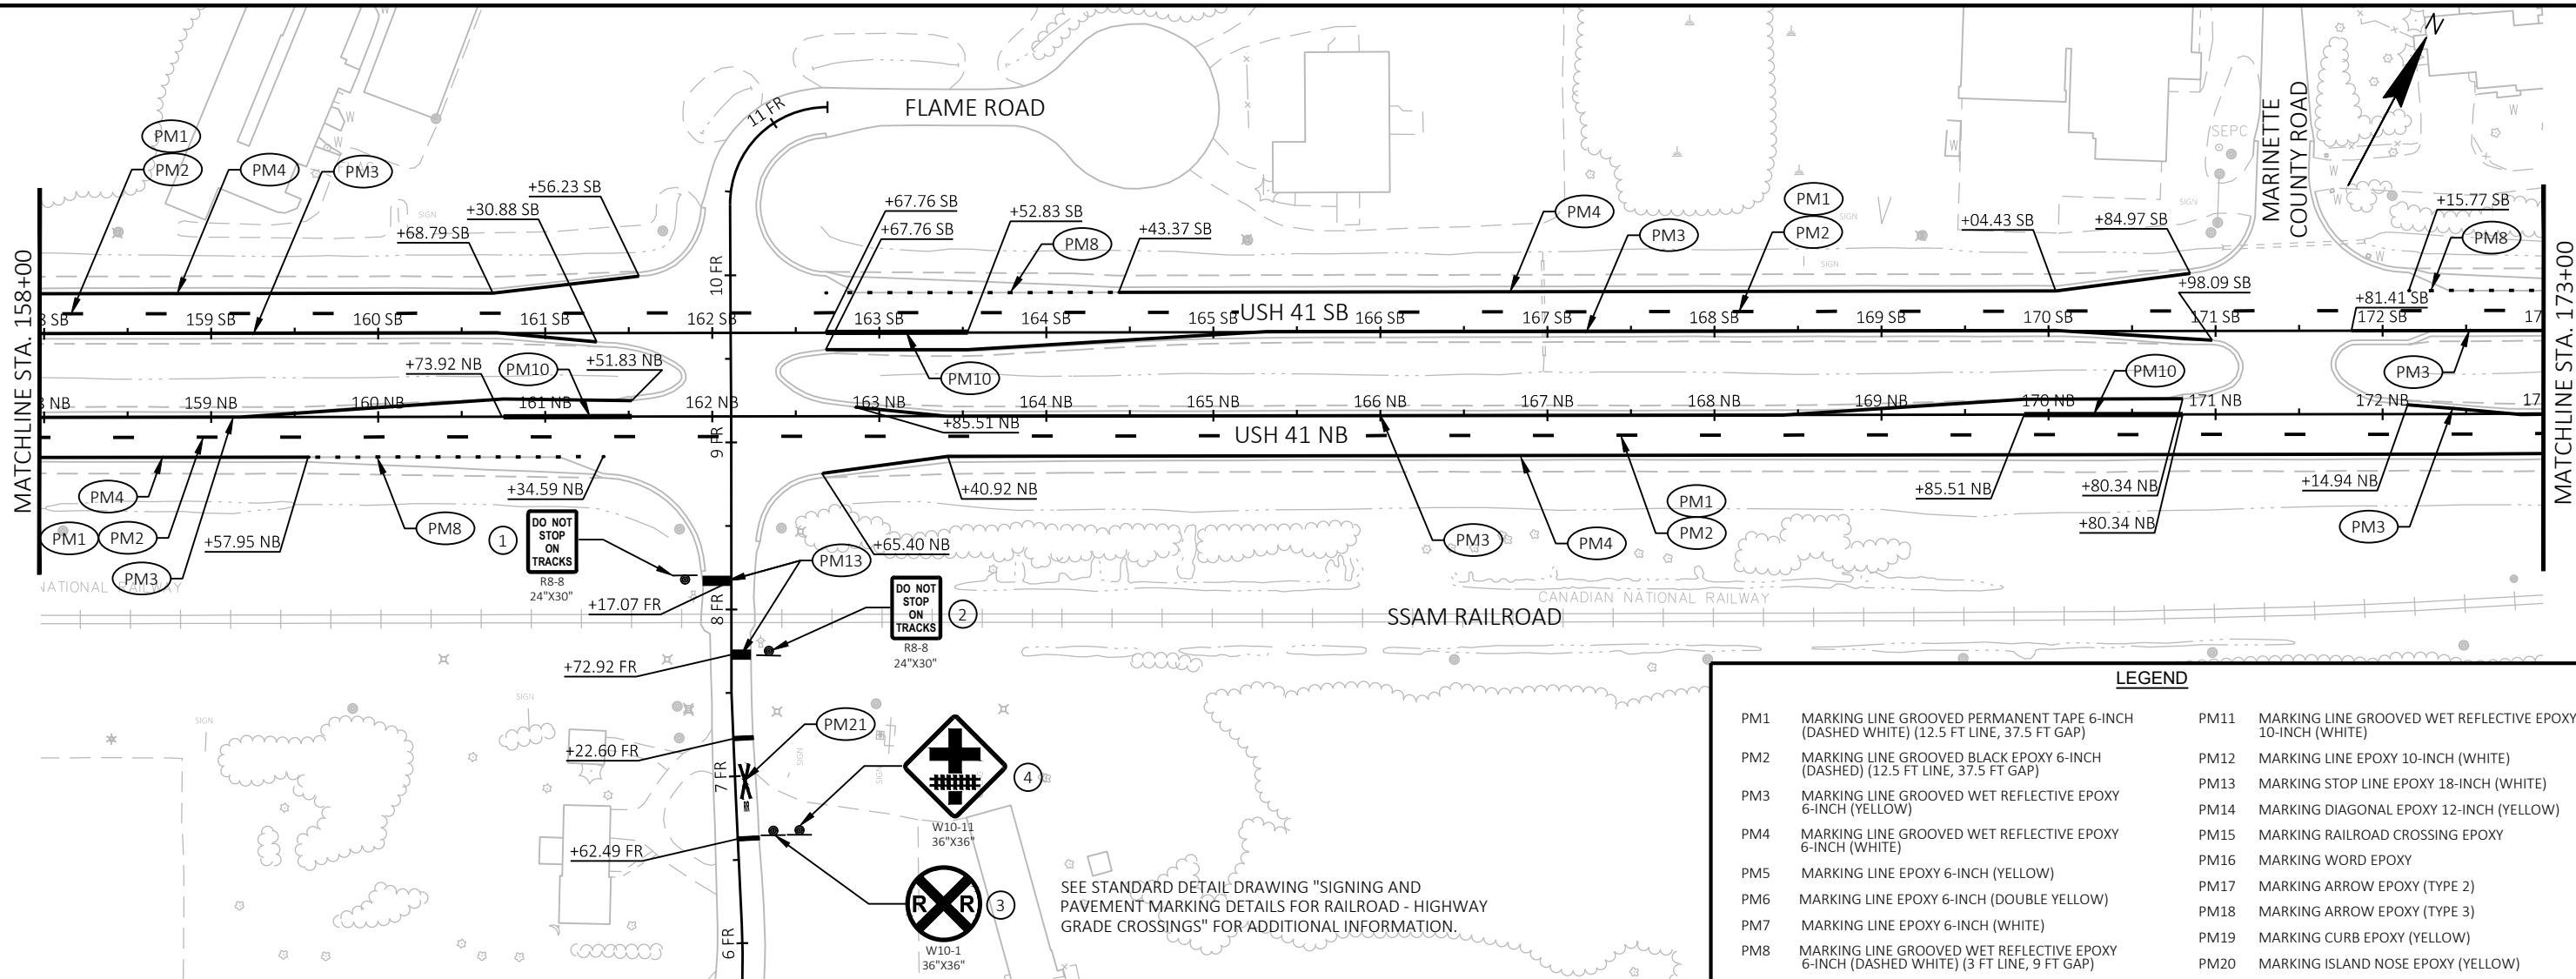 MATCHLINE STA. 158+00
PM1
PM2
PM4
PM3
+56.23 SB
+30.88 SB
+68.79 SB
11 FR
FLAME ROAD
+67.76 SB
+67.76 SB
+52.83 SB
PM8
+43.37 SB
PM4
PM3
PM1
PM2
SIGN
SIGN
SIGN
SIGN
W
W
W
W
W
W
SEPC
+04.43 SB
+84.97 SB
+98.09 SB
MARINETTE
COUNTY ROAD
N
+15.77 SB
PM8
+81.41 SB
MATCHLINE STA. 173+00
10 FR
SB
159 SB
160 SB
161 SB
162 SB
163 SB
164 SB
165 SB
USH 41 SB
166 SB
167 SB
168 SB
169 SB
170 SB
171 SB
172 SB
17
+73.92 NB
PM10
+51.83 NB
PM10
PM10
PM3
NB
159 NB
160 NB
161 NB
162 NB
163 NB
164 NB
165 NB
166 NB
167 NB
168 NB
169 NB
170 NB
171 NB
172 NB
17
+85.51 NB
USH 41 NB
9 FR
PM4
PM1
PM2
PM3
+57.95 NB
PM8
+34.59 NB
+40.92 NB
+65.40 NB
PM3
PM4
PM1
PM2
+85.51 NB
+80.34 NB
+80.34 NB
+14.94 NB
PM3
1
DO NOT
STOP
ON
TRACKS
R8-8
24"X30"
PM13
+17.07 FR
8 FR
DO NOT
STOP
ON
TRACKS
R8-8
24"X30"
2
NATIONAL RAILWAY
CANADIAN NATIONAL RAILWAY
SSAM RAILROAD
+72.92 FR
SIGN
SIGN
SIGN
SIGN
PM21
+22.60 FR
7 FR
4
W10-11
36"X36"
+62.49 FR
R R
3
W10-1
36"X36"
6 FR
SEE STANDARD DETAIL DRAWING "SIGNING AND
PAVEMENT MARKING DETAILS FOR RAILROAD - HIGHWAY
GRADE CROSSINGS" FOR ADDITIONAL INFORMATION.
LEGEND
PM1 MARKING LINE GROOVED PERMANENT TAPE 6-INCH
(DASHED WHITE) (12.5 FT LINE, 37.5 FT GAP)
PM2 MARKING LINE GROOVED BLACK EPOXY 6-INCH
(DASHED) (12.5 FT LINE, 37.5 FT GAP)
PM3 MARKING LINE GROOVED WET REFLECTIVE EPOXY
6-INCH (YELLOW)
PM4 MARKING LINE GROOVED WET REFLECTIVE EPOXY
6-INCH (WHITE)
PM5 MARKING LINE EPOXY 6-INCH (YELLOW)
PM6 MARKING LINE EPOXY 6-INCH (DOUBLE YELLOW)
PM7 MARKING LINE EPOXY 6-INCH (WHITE)
PM8 MARKING LINE GROOVED WET REFLECTIVE EPOXY
6-INCH (DASHED WHITE) (3 FT LINE, 9 FT GAP)
PM11 MARKING LINE GROOVED WET REFLECTIVE EPOXY
10-INCH (WHITE)
PM12 MARKING LINE EPOXY 10-INCH (WHITE)
PM13 MARKING STOP LINE EPOXY 18-INCH (WHITE)
PM14 MARKING DIAGONAL EPOXY 12-INCH (YELLOW)
PM15 MARKING RAILROAD CROSSING EPOXY
PM16 MARKING WORD EPOXY
PM17 MARKING ARROW EPOXY (TYPE 2)
PM18 MARKING ARROW EPOXY (TYPE 3)
PM19 MARKING CURB EPOXY (YELLOW)
PM20 MARKING ISLAND NOSE EPOXY (YELLOW)